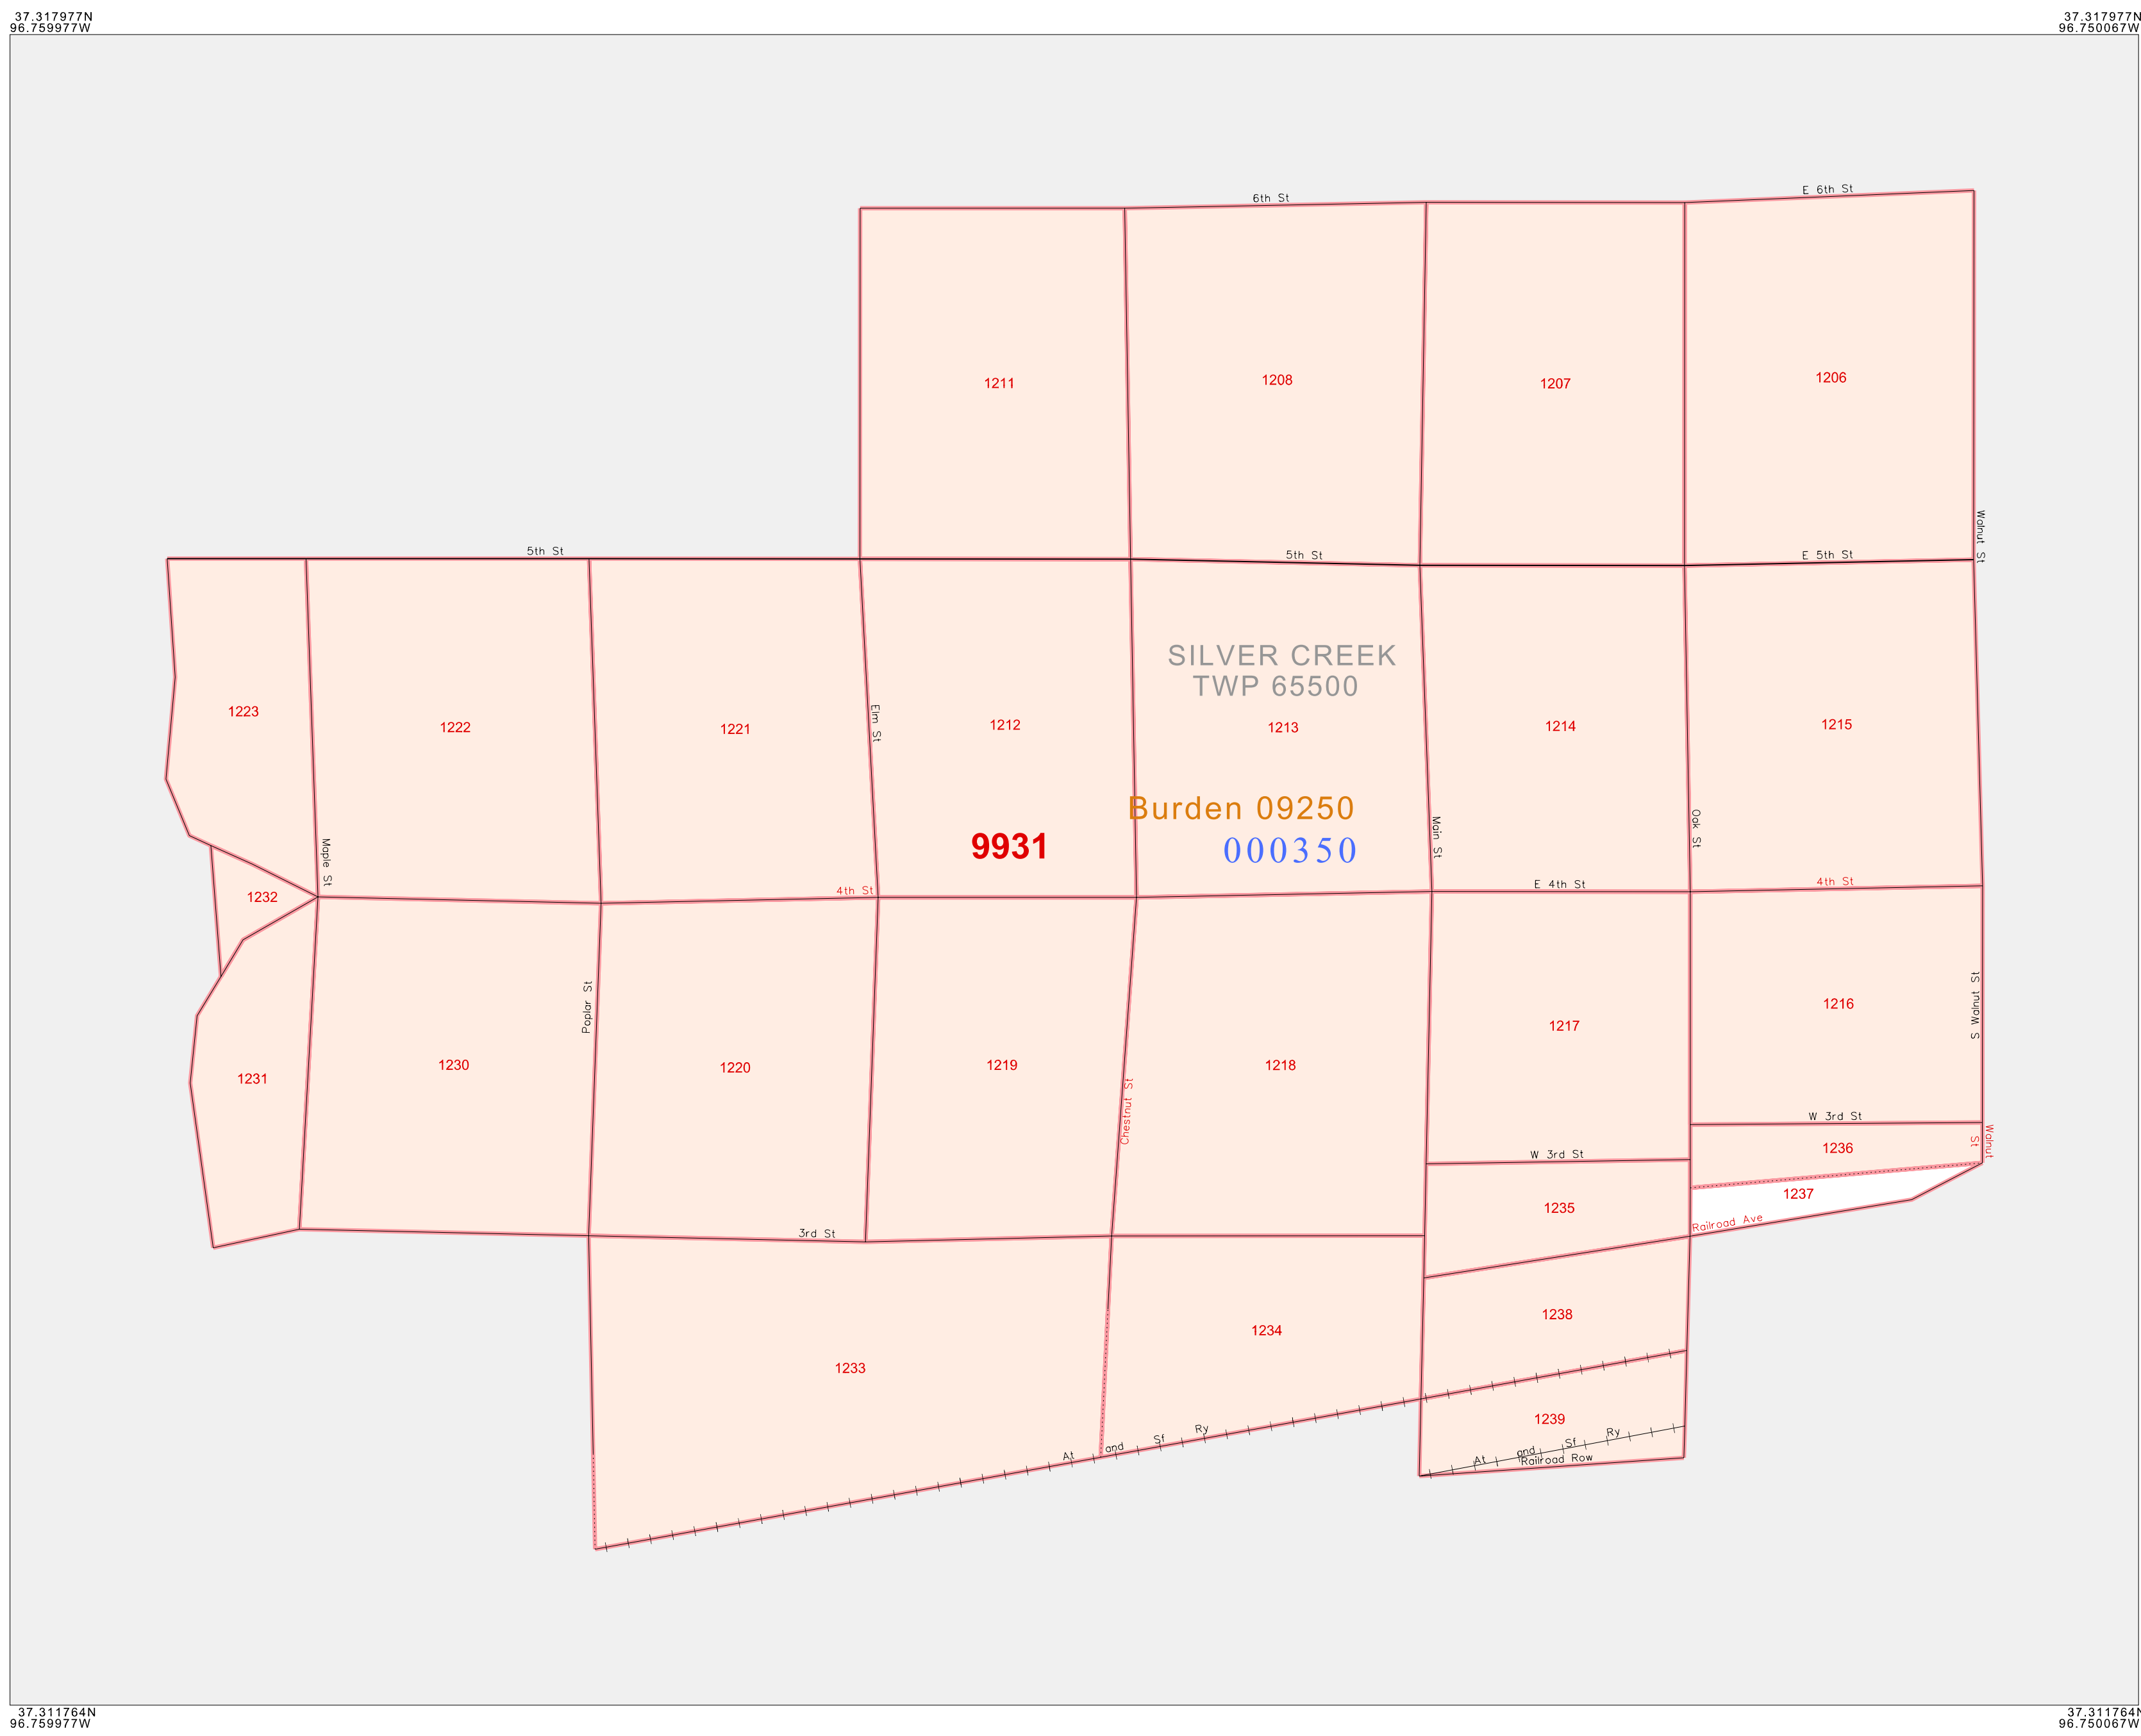 37.317977N
96.759977W
37.317977N
96.750067W
6th St
E 6th St
1211
1208
1207
1206
Walnut St
5th St
5th St
E 5th St
SILVER CREEK
TWP 65500
1223
1222
1221
Elm St
1212
1213
1214
1215
Burden 09250
9931
000350
Maple St
Main St
Oak St
4th St
E 4th St
4th St
1232
Poplar St
1217
1216
S Walnut St
1231
1230
1220
1219
Chestnut St
1218
W 3rd St
W 3rd St
1236
Walnut
St
1237
1235
Railroad Ave
3rd St
1238
1234
1233
1239
At and Sf Ry
At and Sf Ry
Railroad Row
37.311764N
96.759977W
37.311764N
96.750067W